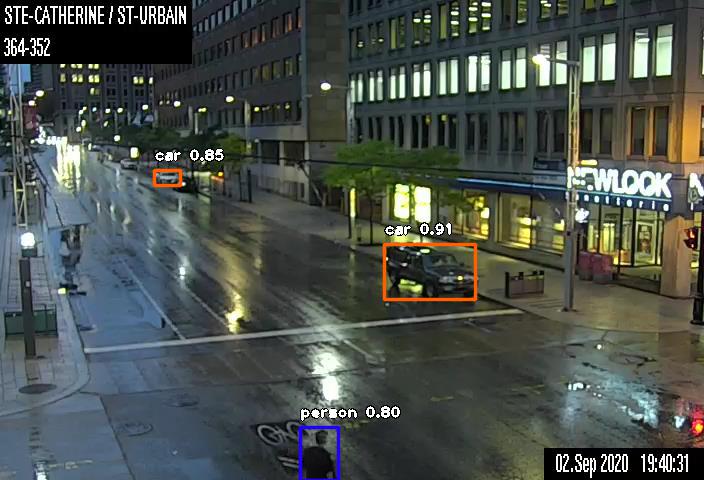 STE-CATHERINE / ST-URBAIN
364-352
car 0.85
car 0.91
NEWLOOK
person 0.80
02.Sep 2020 19:40:31